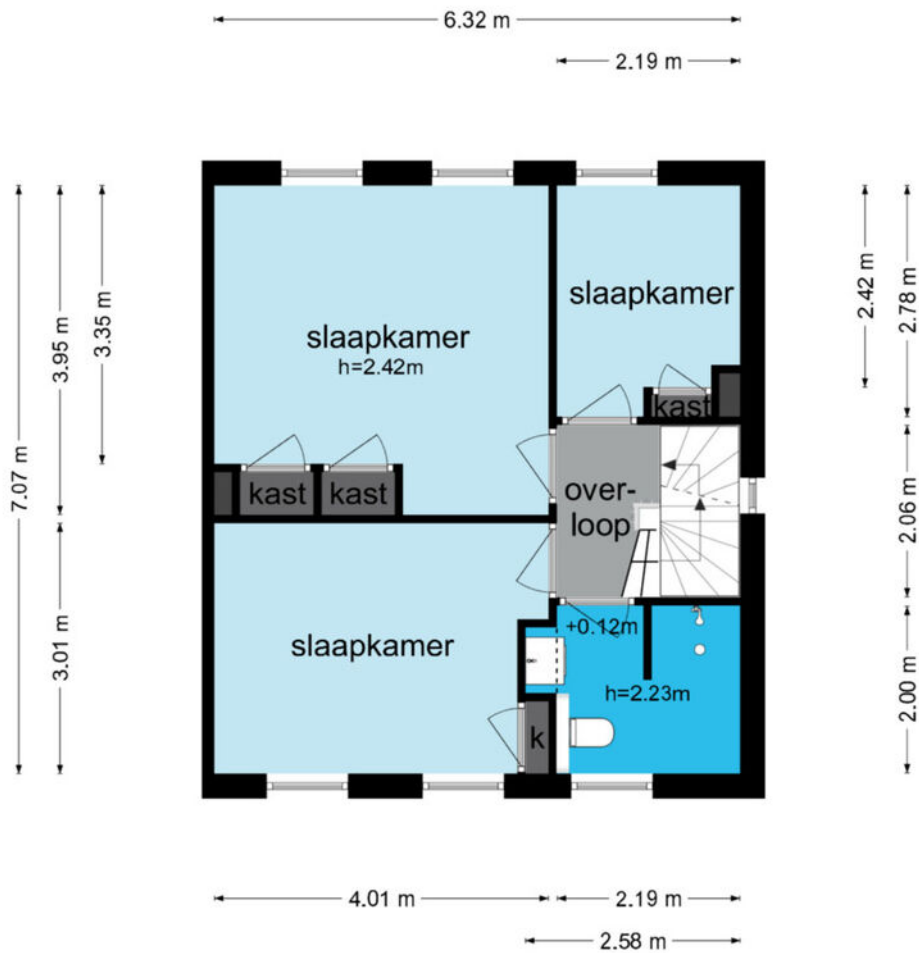 6.32 m
2.19 m
7.07 m
3.95 m
3.35 m
3.01 m
slaapkamer
h=2.42m
slaapkamer
kast
kast
kast
over-
loop
slaapkamer
k
+0.12m
h=2.23m
2.42 m
2.78 m
2.06 m
2.00 m
4.01 m
2.19 m
2.58 m